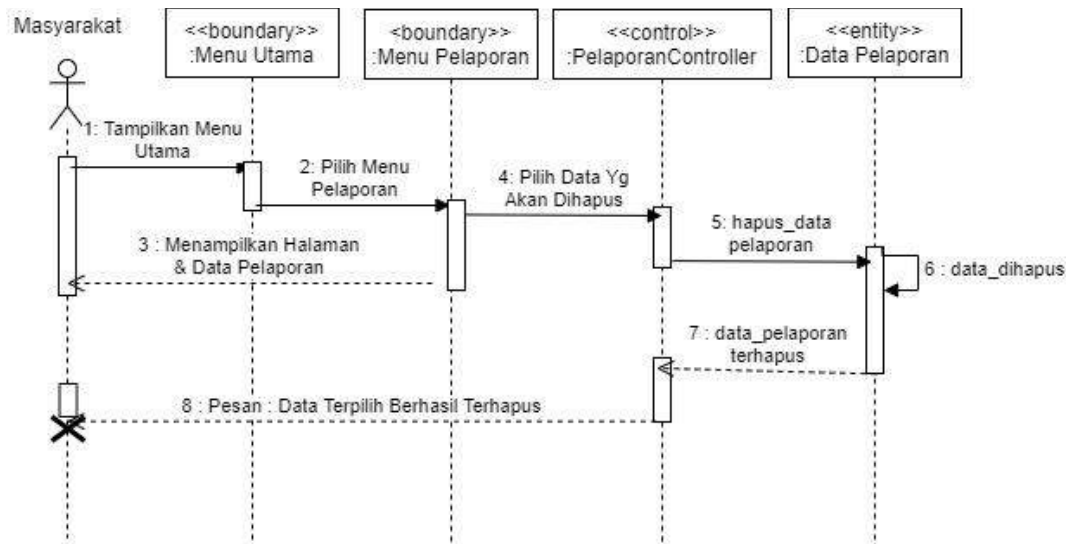 Masyarakat
<<boundary>>
:Menu Utama
<boundary>>
:Menu Pelaporan
<<control>>
:PelaporanController
<<entity>>
:Data Pelaporan
1: Tampilkan Menu
Utama
2: Pilih Menu
Pelaporan
4: Pilih Data Yg
Akan Dihapus
5: hapus_data
pelaporan
3 : Menampilkan Halaman
& Data Pelaporan
6 : data_dihapus
7 : data_pelaporan
terhapus
8 : Pesan : Data Terpilih Berhasil Terhapus